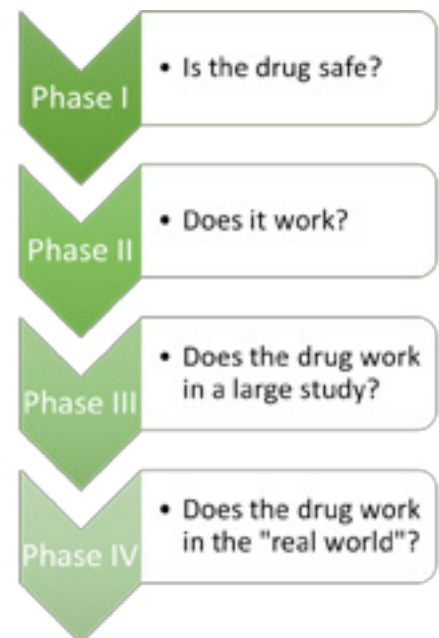 Phase I
• Is the drug safe?
Phase II
• Does it work?
Phase III
• Does the drug work
in a large study?
Phase IV
• Does the drug work
in the "real world"?